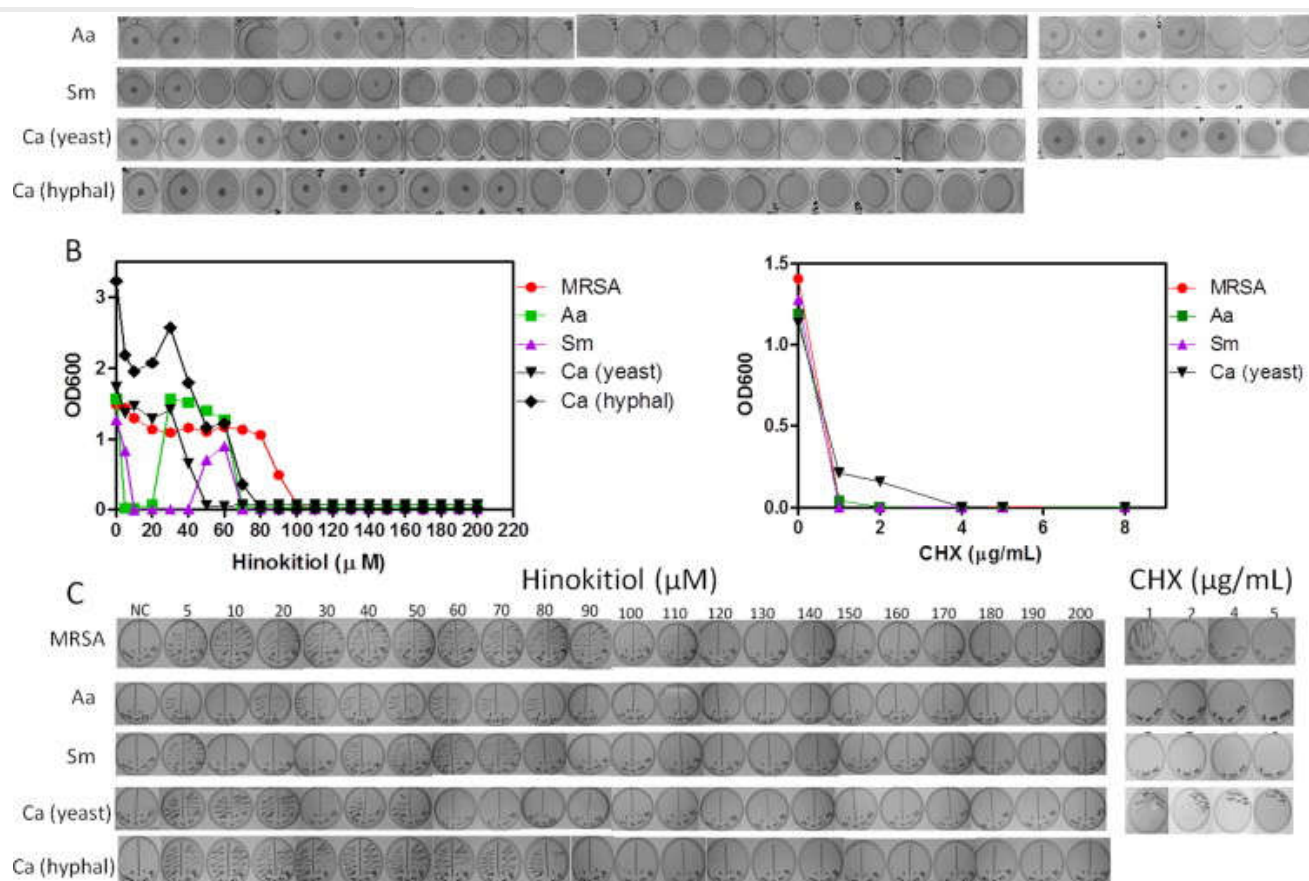 Aa
Sm
Ca (yeast)
Ca (hyphal)
B
3
2
1
0
OD600
0 20 40 60 80 100 120 140 160 180 200 220
Hinokitiol (μ M)
MRSA
Aa
Sm
Ca (yeast)
Ca (hyphal)
1.5
1.0
0.5
0.0
OD600
0 2 4 6 8
CHX (μg/mL)
MRSA
Aa
Sm
Ca (yeast)
C
Hinokitiol (μM)
CHX (μg/mL)
NC 5 10 20 30 40 50 60 70 80 90 100 110 120 130 140 150 160 170 180 190 200
1 2 4 5
MRSA
Aa
Sm
Ca (yeast)
Ca (hyphal)